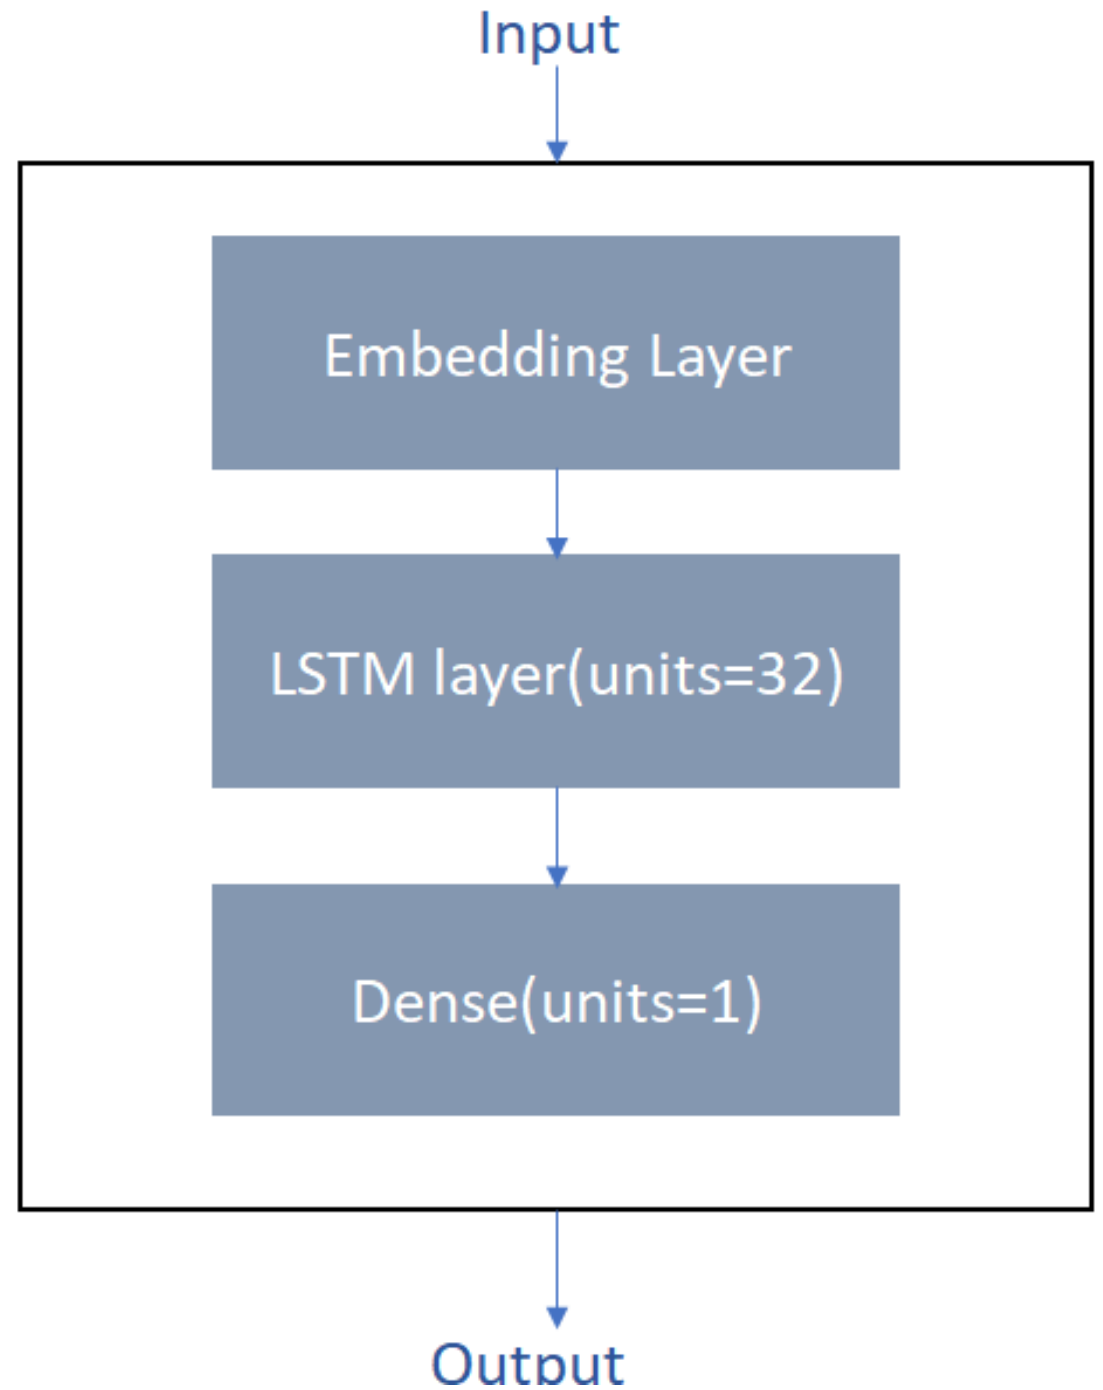 Input
Embedding Layer
LSTM layer(units=32)
Dense(units=1)
Output